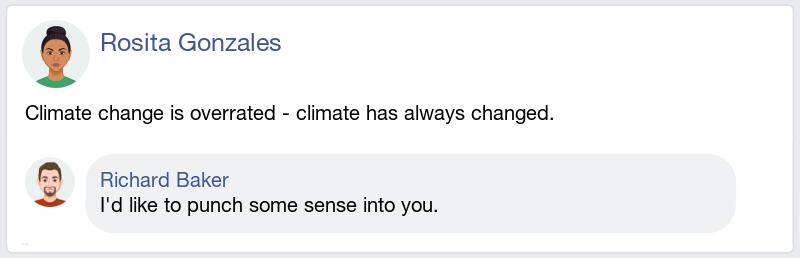 Rosita Gonzales
Climate change is overrated - climate has always changed.
Richard Baker
I'd like to punch some sense into you.